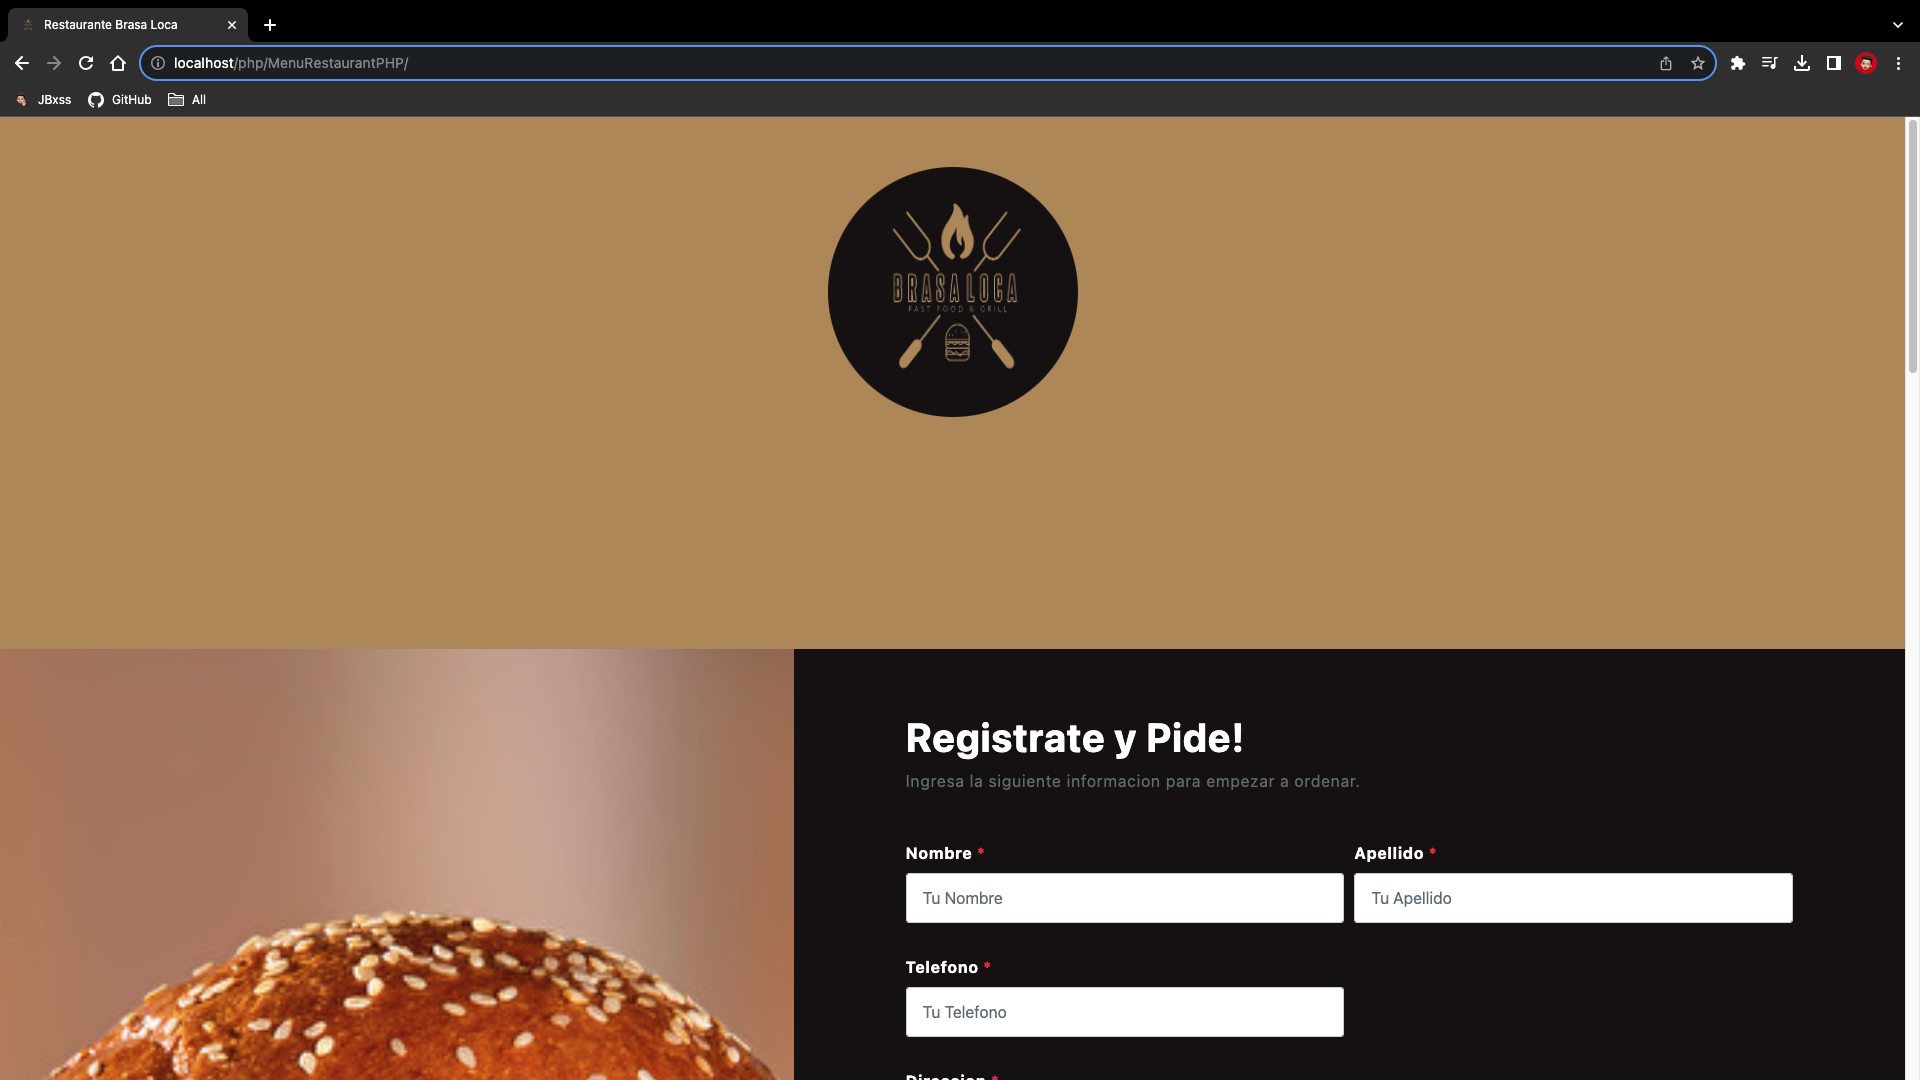 Restaurante Brasa Loca
localhost/php/MenuRestaurantPHP/
JBxss
GitHub
All
BRASA LOCA
FAST FOOD & GRILL
Registrate y Pide!
Ingresa la siguiente informacion para empezar a ordenar.
Nombre *
Apellido *
Tu Nombre
Tu Apellido
Telefono *
Tu Telefono
Direccion *